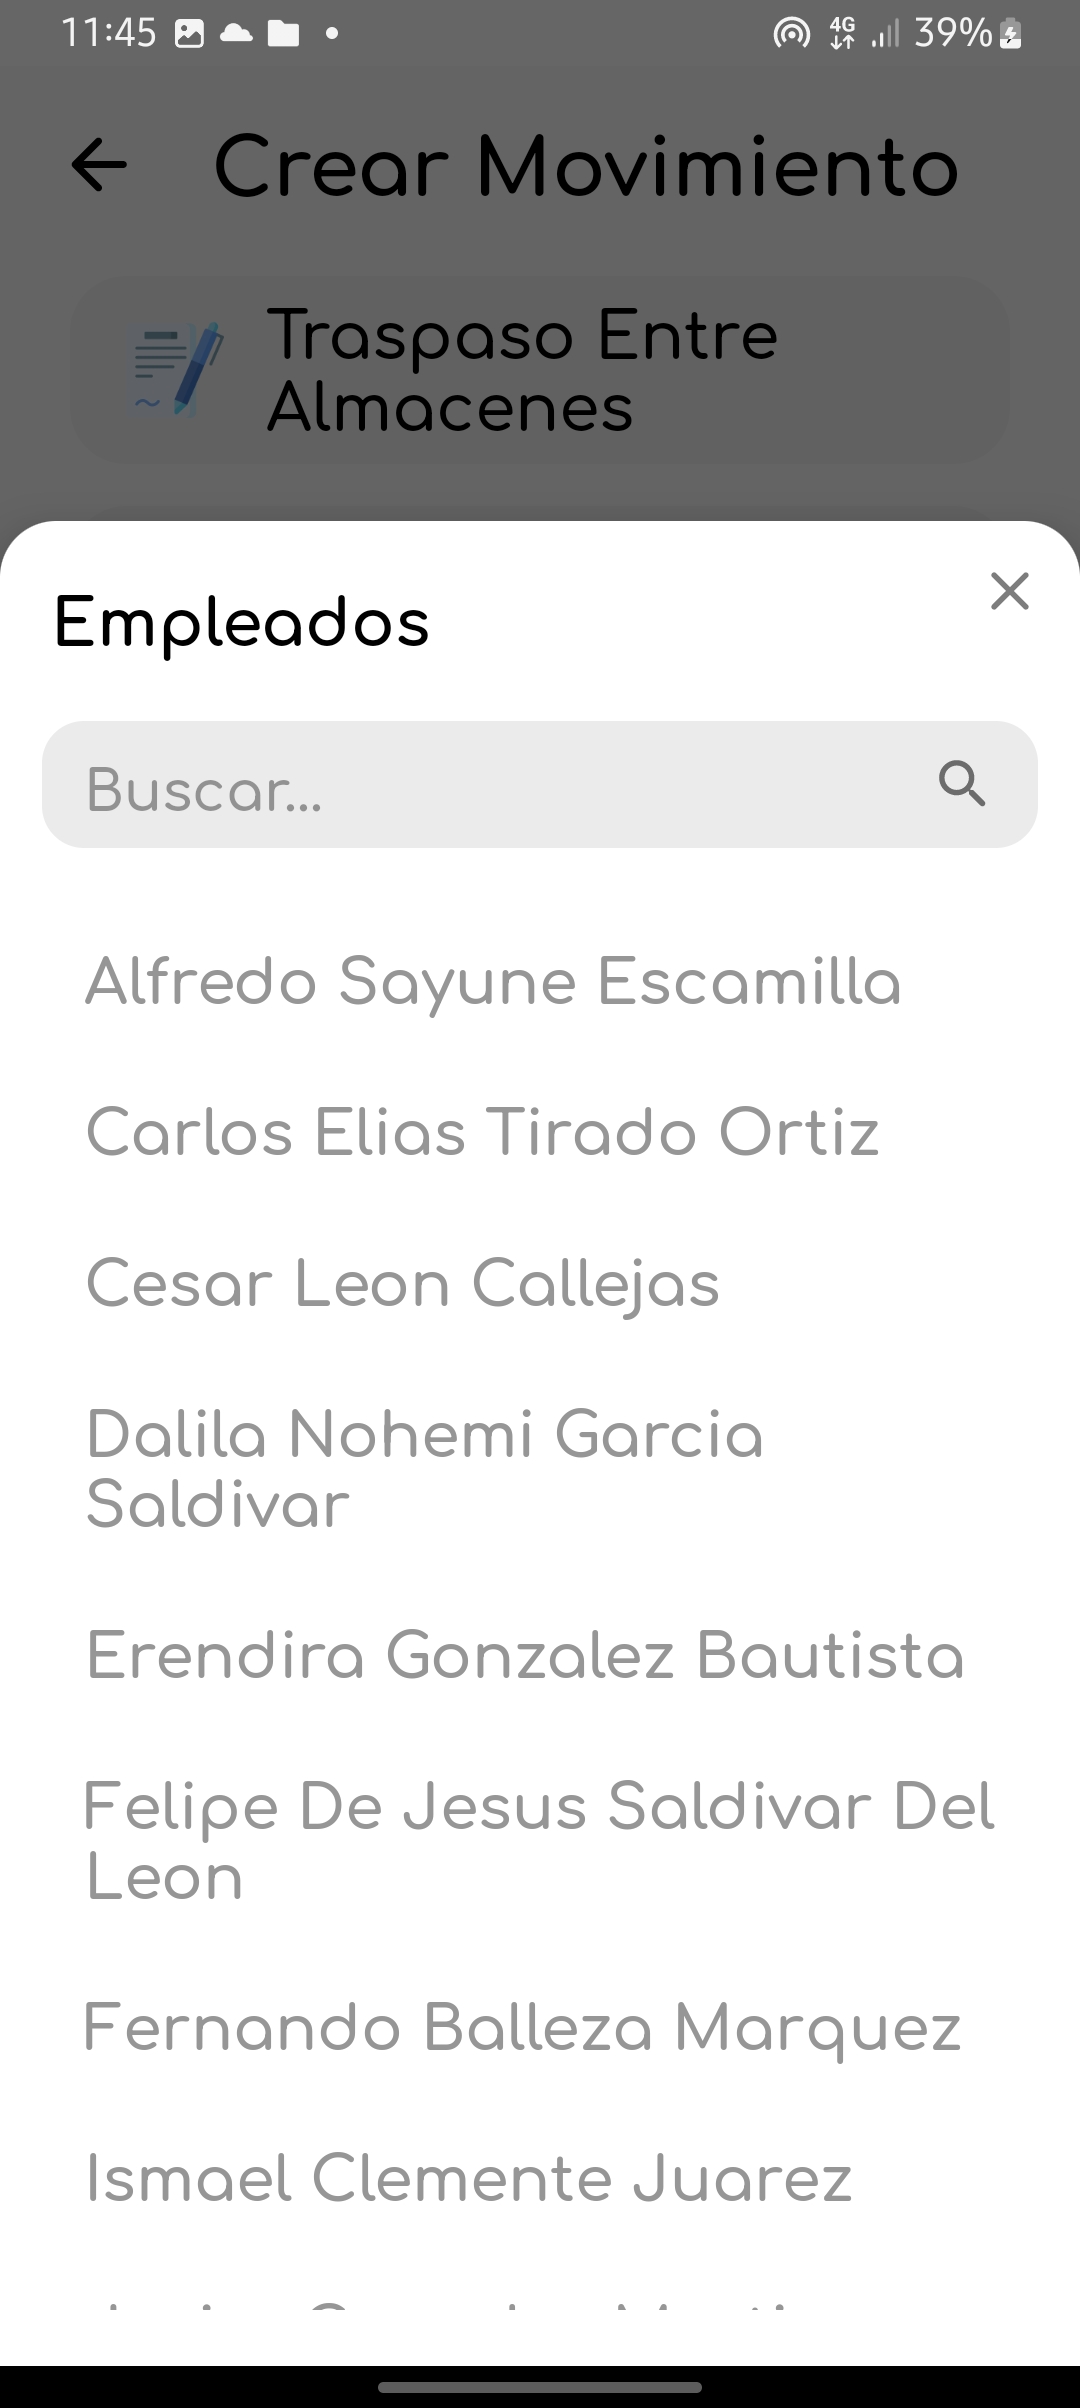 11:45
4G
39%
Crear Movimiento
Traspaso Entre
Almacenes
Empleados
Buscar...
Alfredo Sayune Escamilla
Carlos Elias Tirado Ortiz
Cesar Leon Callejas
Dalila Nohemi Garcia
Saldivar
Erendira Gonzalez Bautista
Felipe De Jesus Saldivar Del
Leon
Fernando Balleza Marquez
Ismael Clemente Juarez